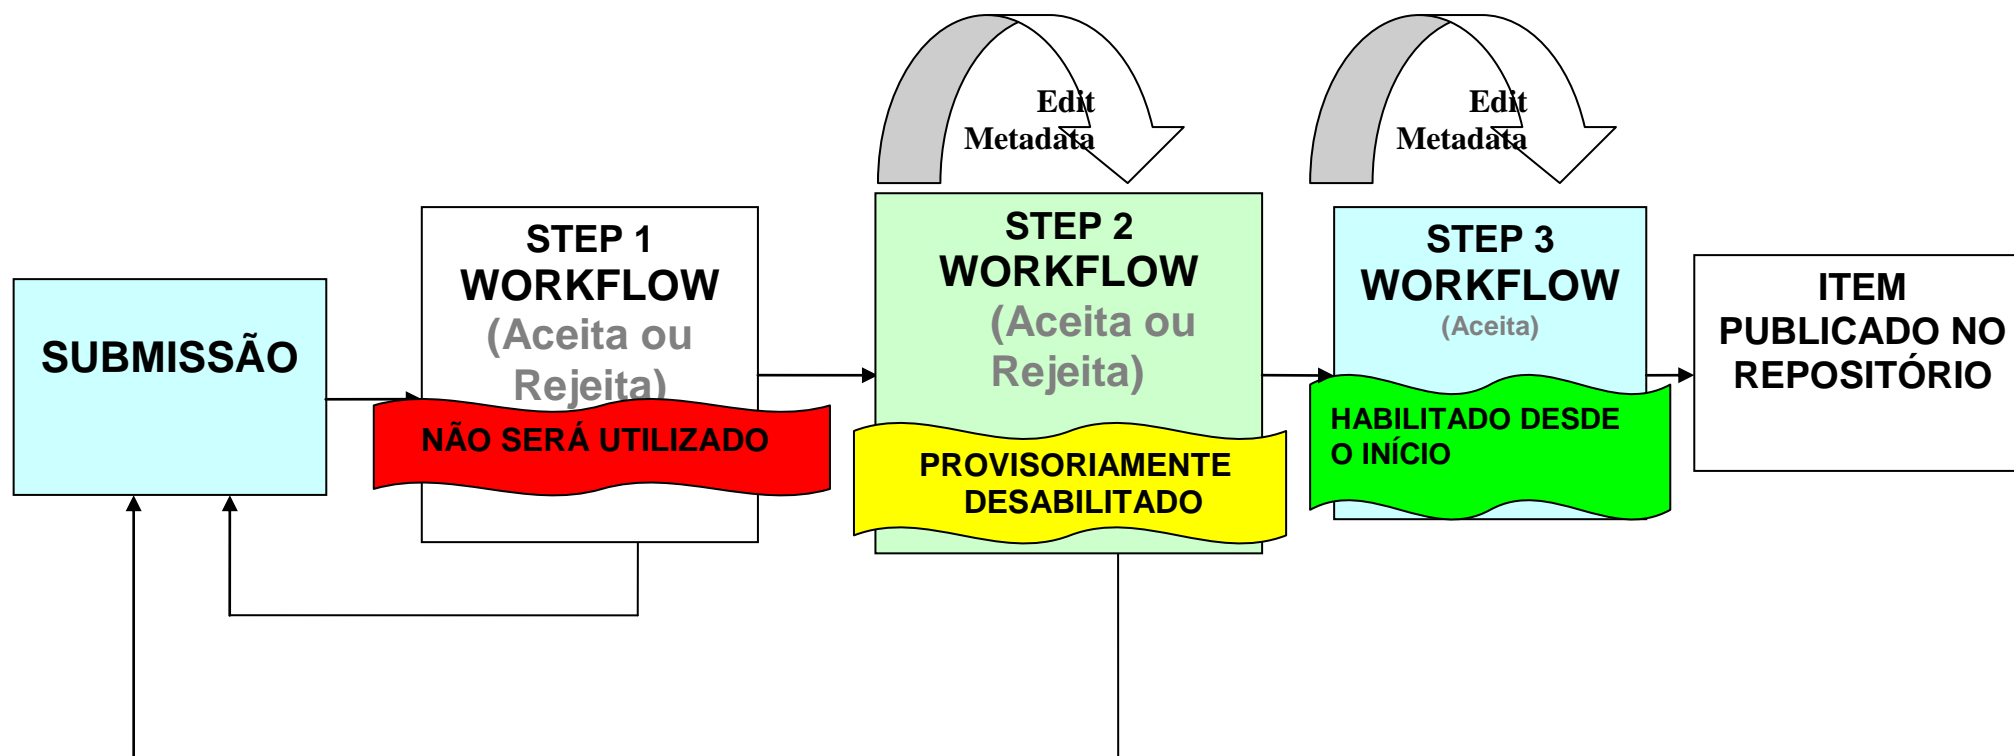 Edit
Metadata
Edit
Metadata
SUBMISSÃO
STEP 1
WORKFLOW
(Aceita ou
Rejeita)
NÃO SERÁ UTILIZADO
STEP 2
WORKFLOW
(Aceita ou
Rejeita)
PROVISORIAMENTE
DESABILITADO
STEP 3
WORKFLOW
(Aceita)
HABILITADO DESDE
O INÍCIO
ITEM
PUBLICADO NO
REPOSITÓRIO